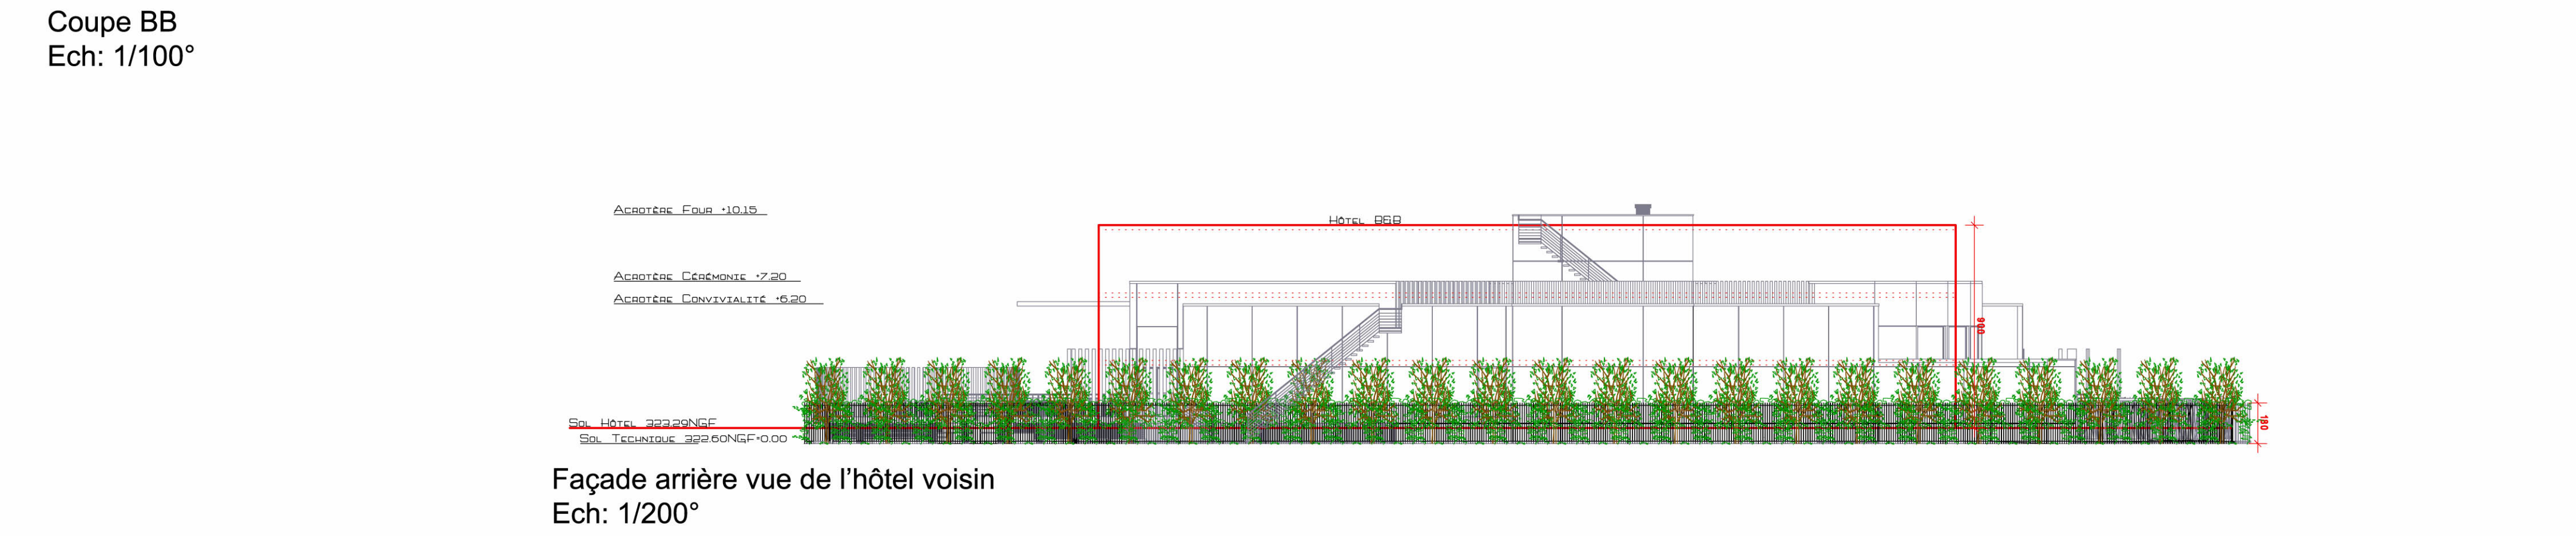 Coupe BB
Ech: 1/100°
Acrotère Four +10.15
Hôtel B&B
Acrotère Cérémonie +7.20
Acrotère Convivialité +6.20
900
Sol Hôtel 323.29NGF
180
Sol Technique 322.60NGF+0.00
Façade arrière vue de l'hôtel voisin
Ech: 1/200°